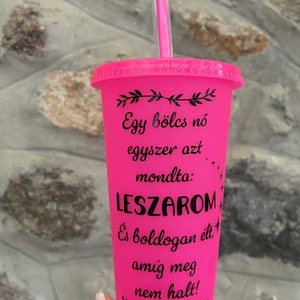 Egy bölcs nő
egyszer azt
mondta:
LESZAROM
És boldogan élt,
amíg meg
nem halt!